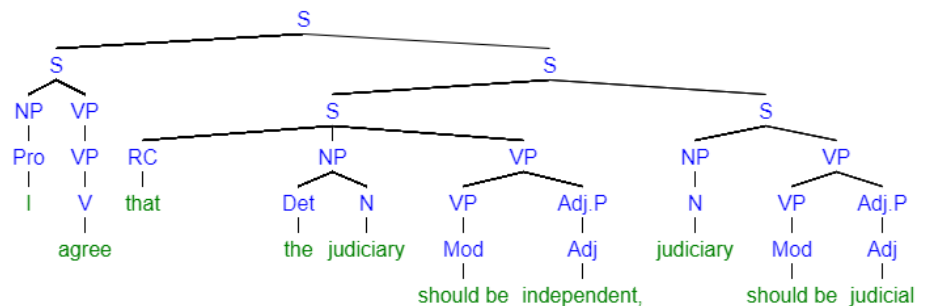 S
S S
NP VP S S
Pro VP RC NP VP NP VP
I V that Det N VP Adj.P N VP Adj.P
agree the judiciary Mod Adj judiciary Mod Adj
should be independent, should be judicial